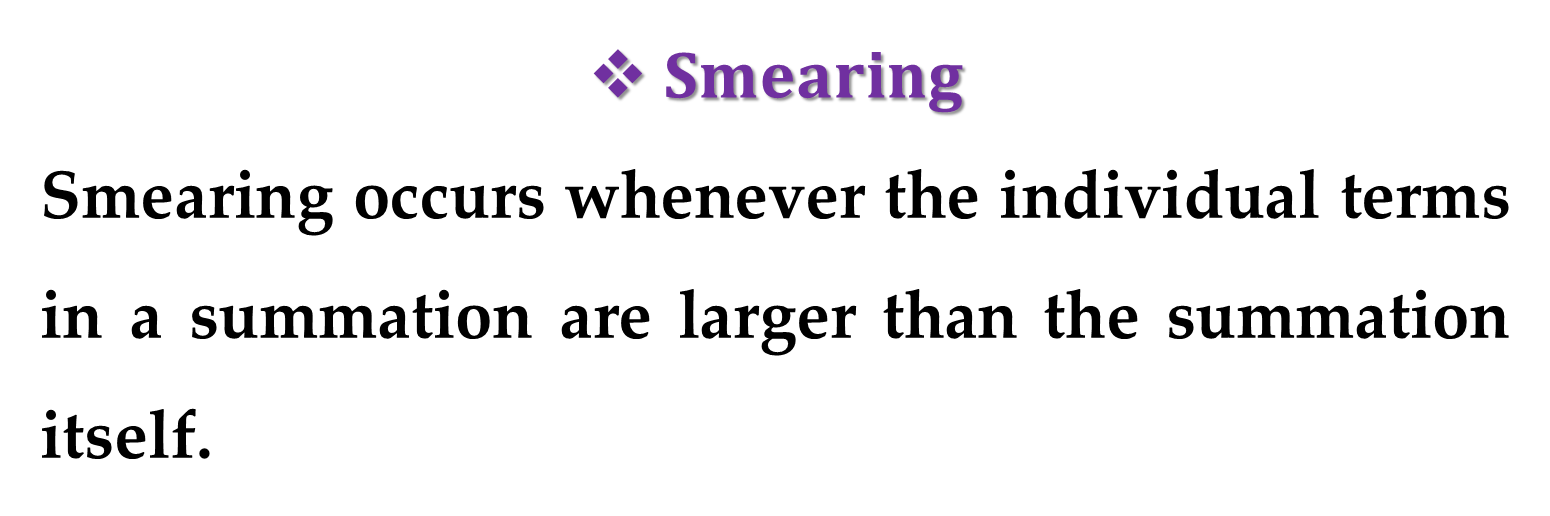 ❖ Smearing
Smearing occurs whenever the individual terms
in a summation are larger than the summation
itself.